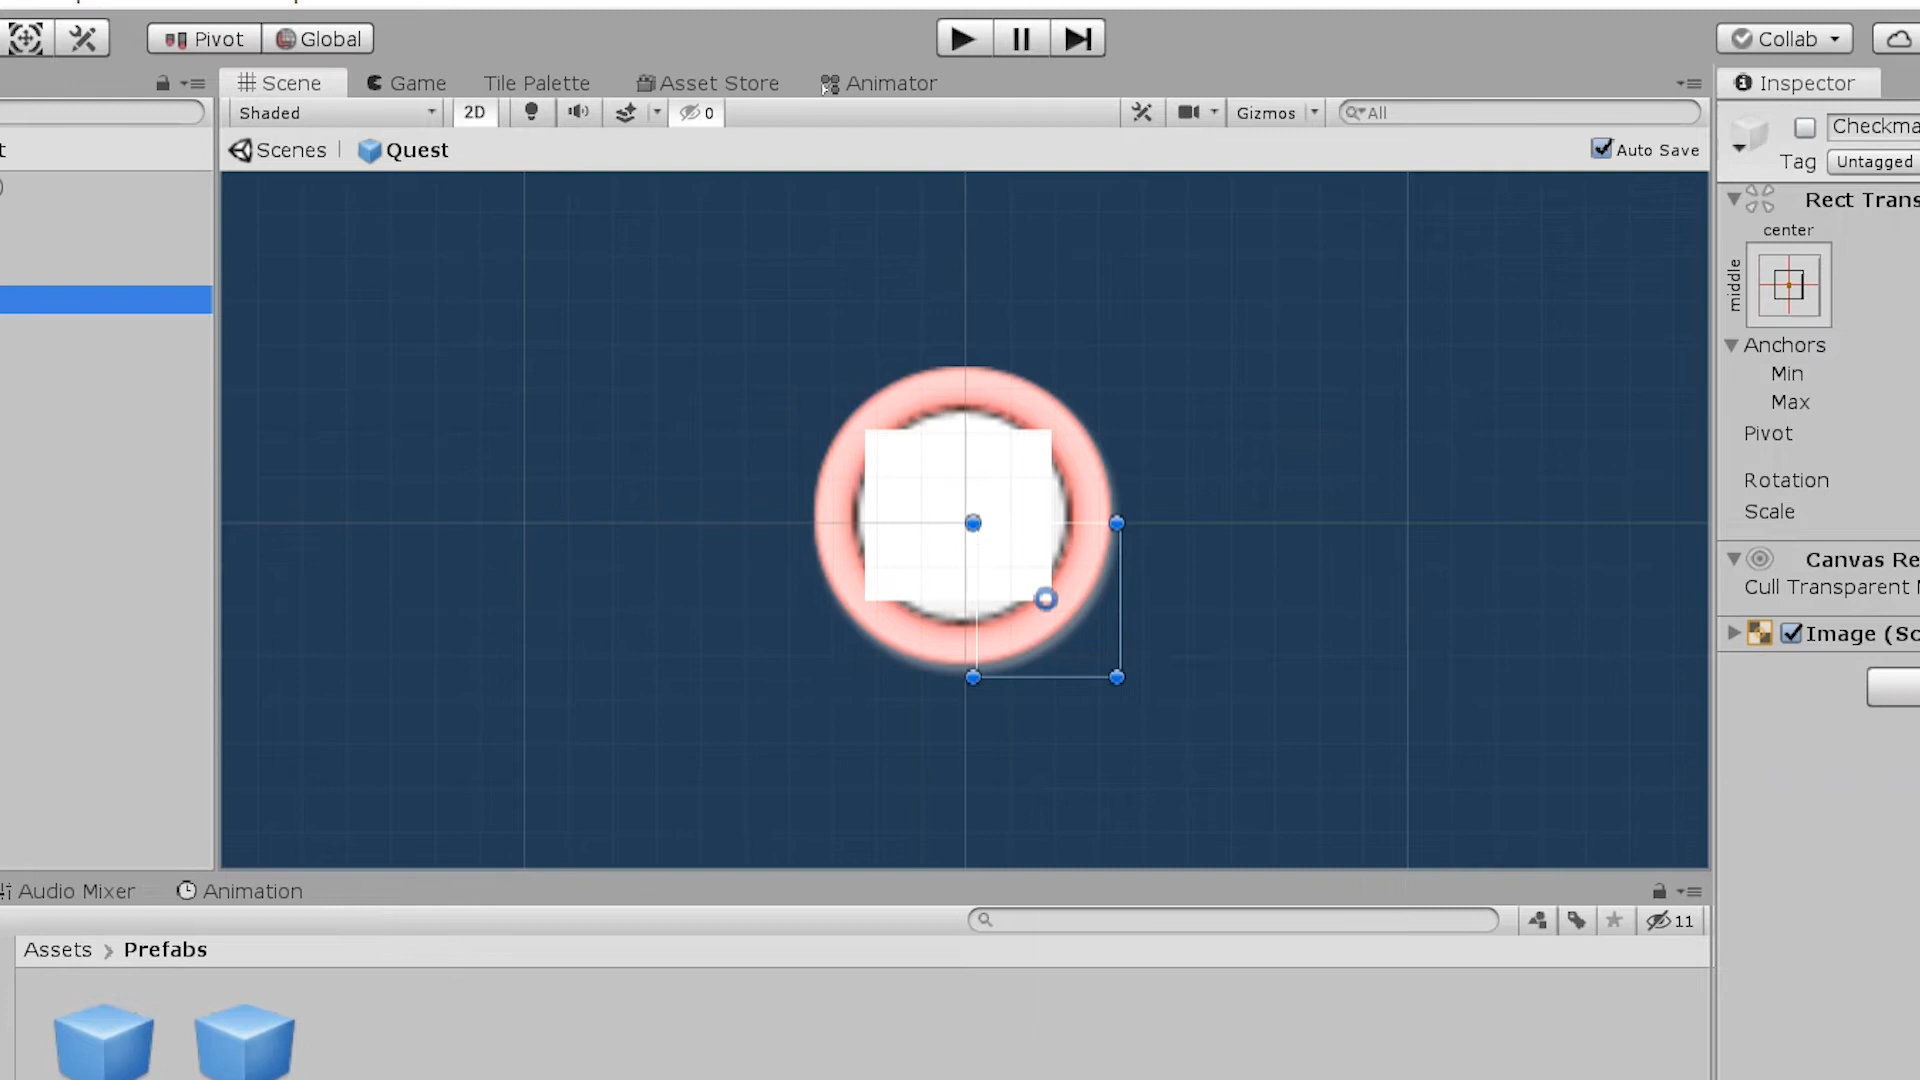 Pivot Global Collab
Scene Game Tile Palette Asset Store Animator Inspector
Shaded 2D 0 Gizmos All
Checkma
Scenes Quest Auto Save
t
Tag Untagged
Rect Trans
center
middle
Anchors
Min
Max
Pivot
Rotation
Scale
Canvas Re
Cull Transparent M
Image (Sc
Audio Mixer Animation
11
Assets > Prefabs